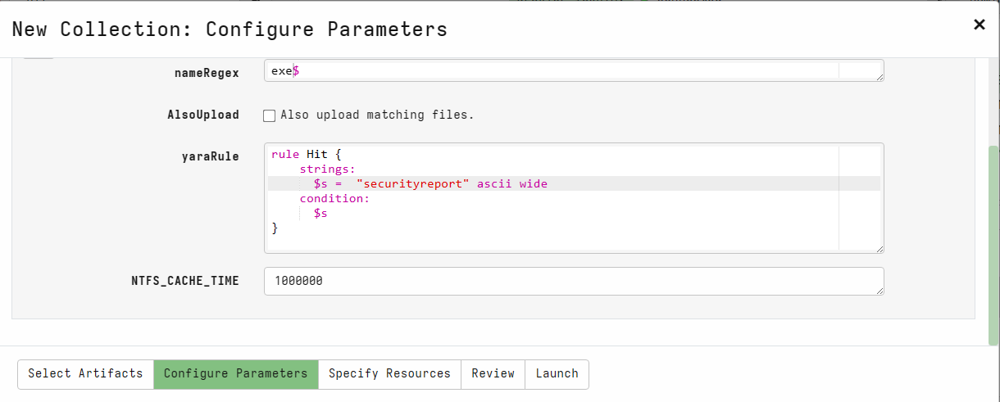 New Collection: Configure Parameters ×
nameRegex exe$
AlsoUpload Also upload matching files.
yaraRule
rule Hit {
    strings:
      $s =  "securityreport" ascii wide
    condition:
      $s
}
NTFS_CACHE_TIME 1000000
Select Artifacts Configure Parameters Specify Resources Review Launch